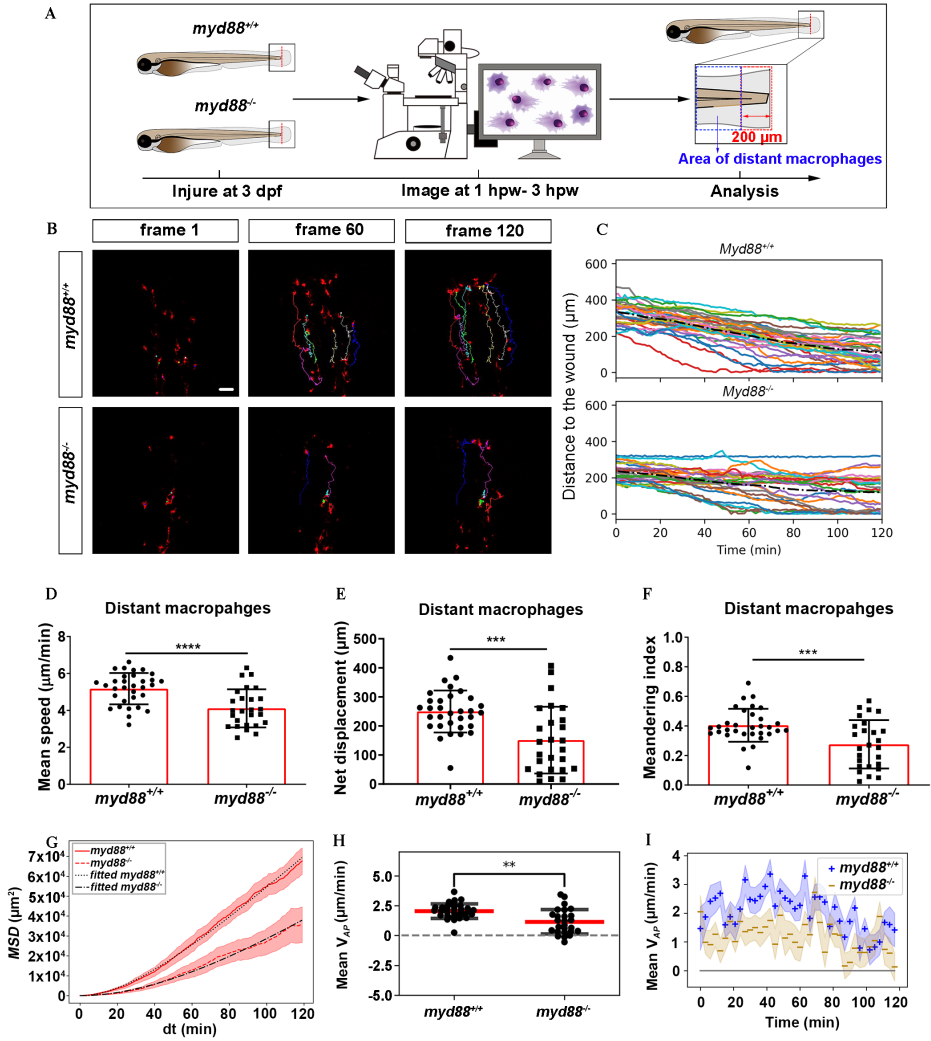 A
myd88+/+
myd88-/-
200 μm
Area of distant macrophages
Injure at 3 dpf
Image at 1 hpw- 3 hpw
Analysis
B
frame 1
frame 60
frame 120
myd88+/+
myd88-/-
C
Myd88+/+
600
400
200
0
Myd88-/-
600
400
200
0
Distance to the wound (μm)
0
20
40
60
80
100
120
Time (min)
D
Distant macropahges
****
Mean speed (μm/min)
8
6
4
2
0
myd88+/+
myd88-/-
E
Distant macrophages
***
Net displacement (μm)
500
400
300
200
100
0
myd88+/+
myd88-/-
F
Distant macropahges
***
Meandering index
1.0
0.8
0.6
0.4
0.2
0.0
myd88+/+
myd88-/-
G
myd88+/+
myd88-/-
fitted myd88+/+
fitted myd88-/-
MSD (μm²)
7x10⁴
6x10⁴
5x10⁴
4x10⁴
3x10⁴
2x10⁴
1x10⁴
0
0
20
40
60
80
100
120
dt (min)
H
**
Mean VAP (μm/min)
5.0
2.5
0.0
-2.5
-5.0
myd88+/+
myd88-/-
I
myd88+/+
myd88-/-
Mean VAP (μm/min)
4
3
2
1
0
0
20
40
60
80
100
120
Time (min)